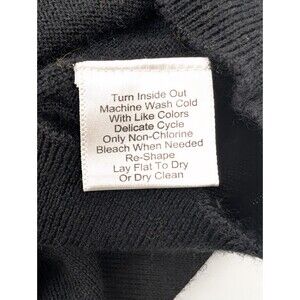 Turn Inside Out
Machine Wash Cold
With Like Colors
Delicate Cycle
Only Non-Chlorine
Bleach When Needed
Re-Shape
Lay Flat To Dry
Or Dry Clean